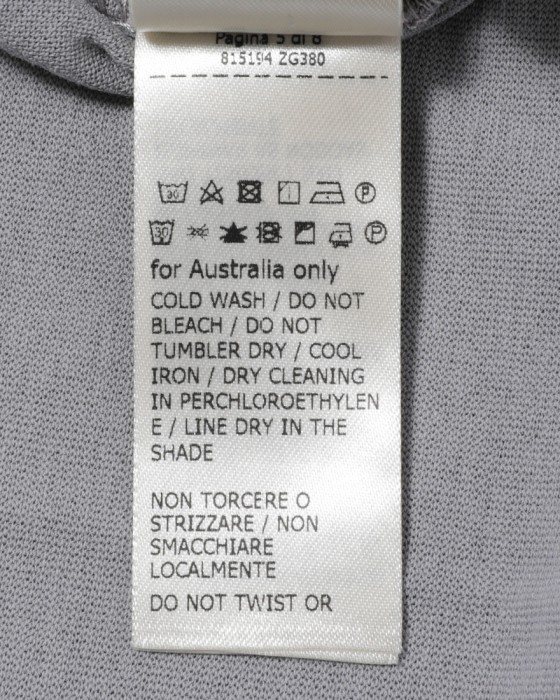 Pagina 5 di 8
815194 ZG380
30 P
30 P
for Australia only
COLD WASH / DO NOT
BLEACH / DO NOT
TUMBLER DRY / COOL
IRON / DRY CLEANING
IN PERCHLOROETHYLEN
E / LINE DRY IN THE
SHADE
NON TORCERE O
STRIZZARE / NON
SMACCHIARE
LOCALMENTE
DO NOT TWIST OR